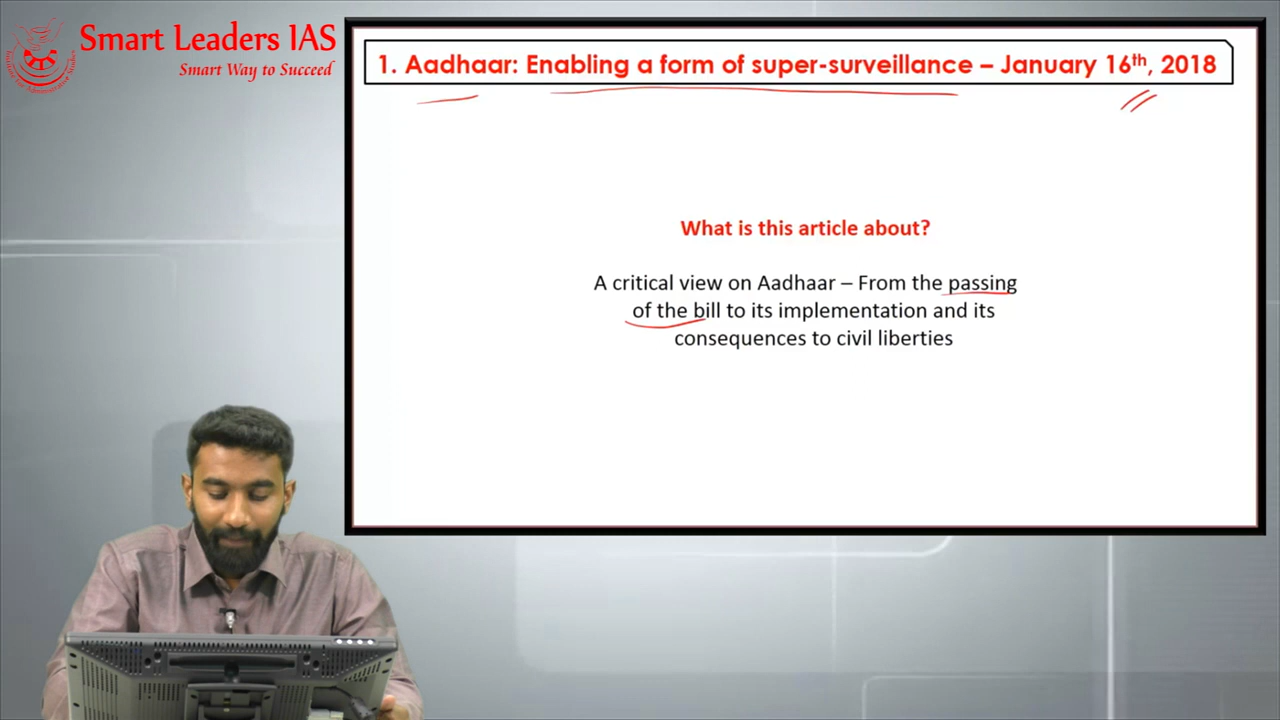 Smart Leaders IAS
Smart Way to Succeed
1. Aadhaar: Enabling a form of super-surveillance – January 16th, 2018
What is this article about?
A critical view on Aadhaar – From the passing
of the bill to its implementation and its
consequences to civil liberties